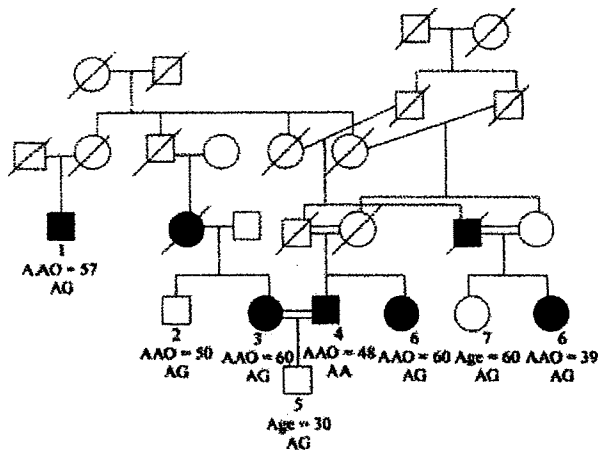 1
AAO = 57
AG
2
AAO = 50
AG
3
AAO = 60
AG
4
AAO = 48
AA
6
AAO = 60
AG
7
Age = 60
AG
6
AAO = 39
AG
5
Age = 30
AG